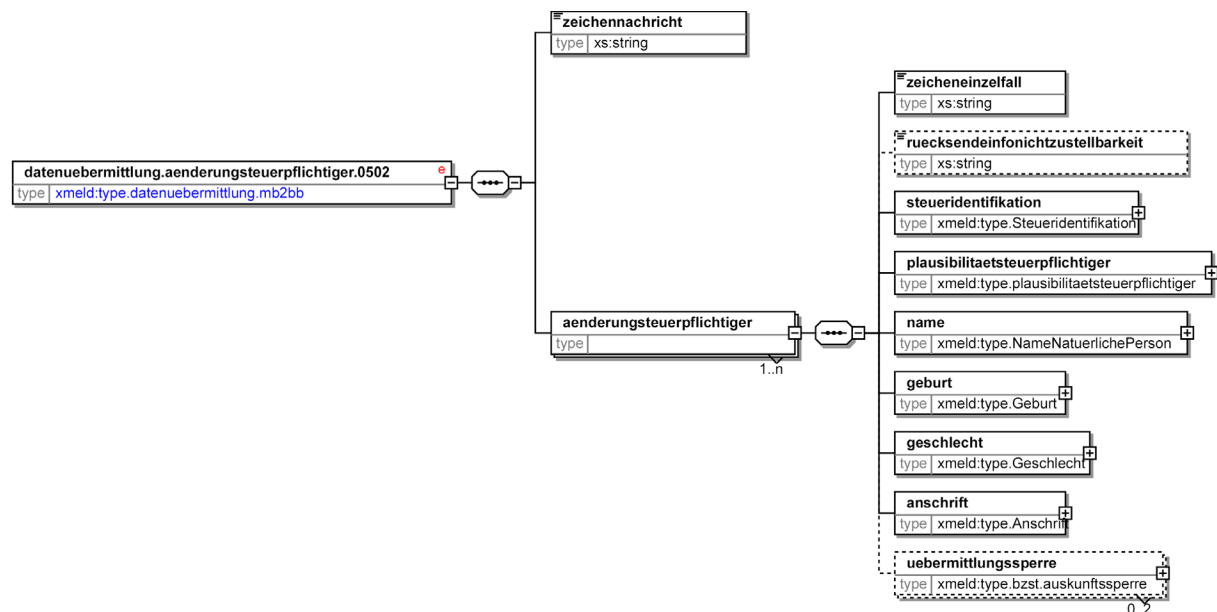 zeichennachricht
type xs:string
zeicheneinzelfall
type xs:string
ruecksendeinfonichtzustellbarkeit
type xs:string
datenuebermittlung.aenderungsteuerpflichtiger.0502 e
type xmeld:type.datenuebermittlung.mb2bb
steueridentifikation
type xmeld:type.Steueridentifikation
plausibilitaetsteuerpflichtiger
type xmeld:type.plausibilitaetsteuerpflichtiger
aenderungsteuerpflichtiger
type
1..n
name
type xmeld:type.NameNatuerlichePerson
geburt
type xmeld:type.Geburt
geschlecht
type xmeld:type.Geschlecht
anschrift
type xmeld:type.Anschrift
uebermittlungssperre
type xmeld:type.bzst.auskunftssperre
0..2